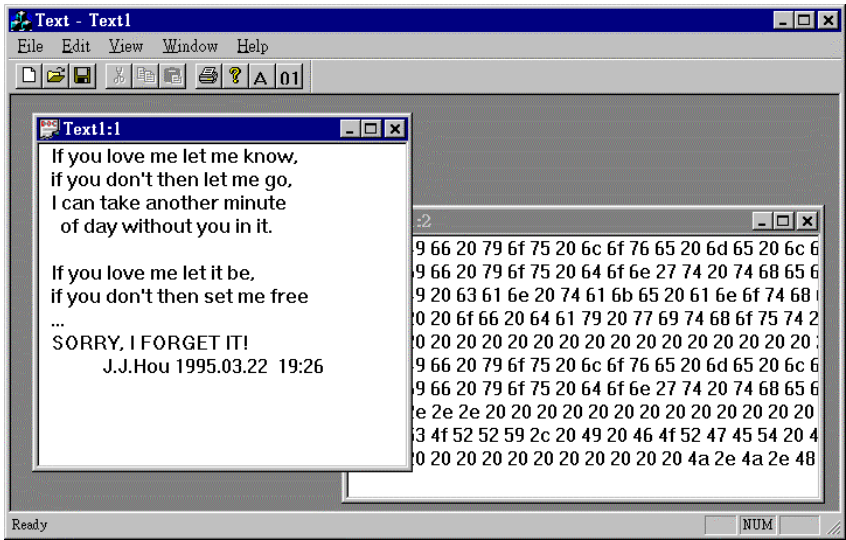 Text - Text1
File Edit View Window Help
A 01
Text1:1
If you love me let me know,
if you don't then let me go,
I can take another minute
of day without you in it.
If you love me let it be,
if you don't then set me free
...
SORRY, I FORGET IT!
J.J.Hou 1995.03.22 19:26
:2
66 20 79 6f 75 20 6c 6f 76 65 20 6d 65 20 6c 6
66 20 79 6f 75 20 64 6f 6e 27 74 20 74 68 65 6
20 63 61 6e 20 74 61 6b 65 20 61 6e 6f 74 68
20 6f 66 20 64 61 79 20 77 69 74 68 6f 75 74 2
20 20 20 20 20 20 20 20 20 20 20 20 20 20 20
66 20 79 6f 75 20 6c 6f 76 65 20 6d 65 20 6c 6
66 20 79 6f 75 20 64 6f 6e 27 74 20 74 68 65 6
2e 2e 20 20 20 20 20 20 20 20 20 20 20 20 20
4f 52 52 59 2c 20 49 20 46 4f 52 47 45 54 20 4
20 20 20 20 20 20 20 20 20 20 4a 2e 4a 2e 48
Ready
NUM